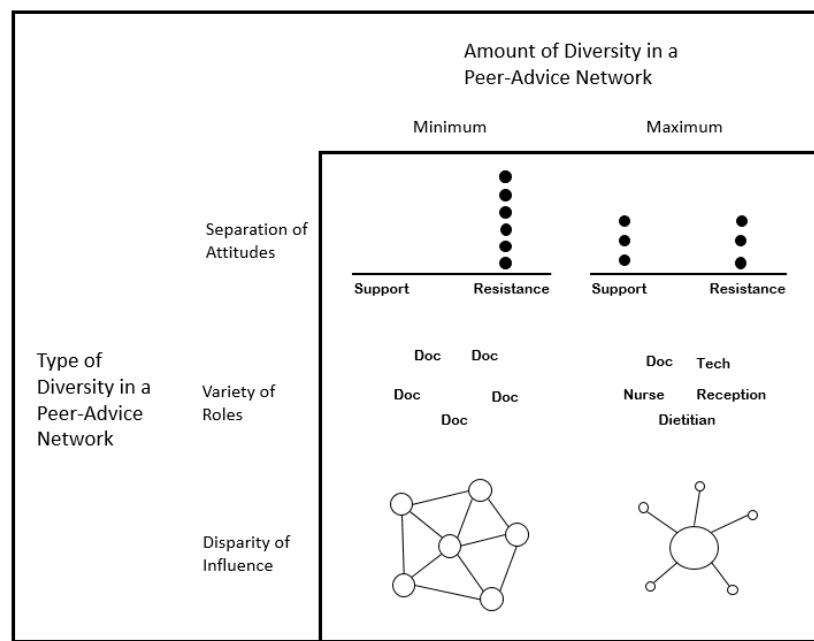 Amount of Diversity in a
Peer-Advice Network
Minimum
Maximum
Separation of
Attitudes
Support
Resistance
Support
Resistance
Type of
Diversity in a
Peer-Advice
Network
Variety of
Roles
Doc
Doc
Doc
Doc
Doc
Doc
Tech
Nurse
Reception
Dietitian
Disparity of
Influence